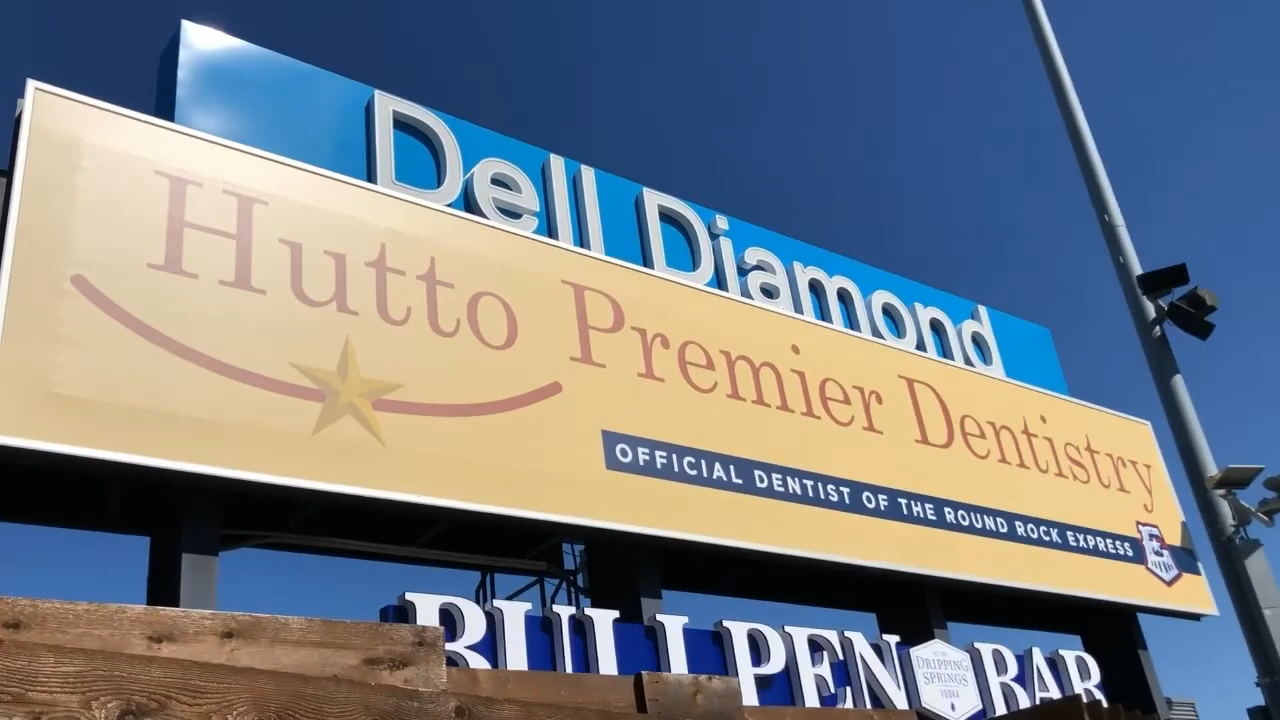 Dell Diamond
Hutto Premier Dentistry
OFFICIAL DENTIST OF THE ROUND ROCK EXPRESS
E
BULLPEN BAR
DRIPPING
SPRINGS
VODKA